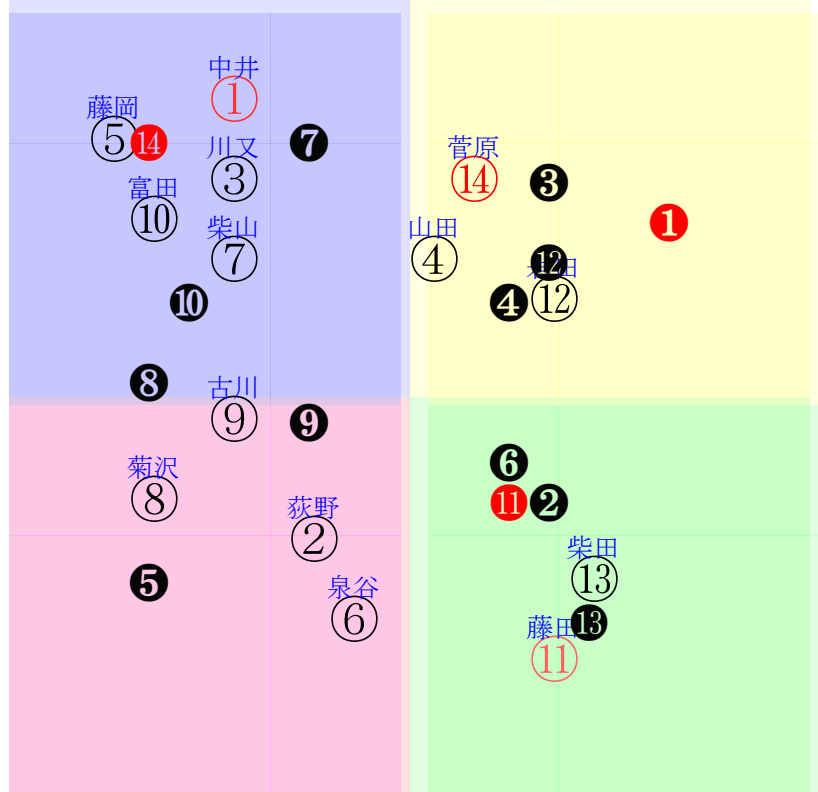 中井
①
藤岡
⑤
⓮
❼
川又
③
菅原
⑭
❸
富田
⑩
柴山
⑦
山田
④
❶
⓬
田
⑫
❿
❹
❽
古川
⑨
❾
菊沢
⑧
❻
⓫
❷
荻野
②
柴田
⑬
❺
泉谷
⑥
藤田
⓭
⑪